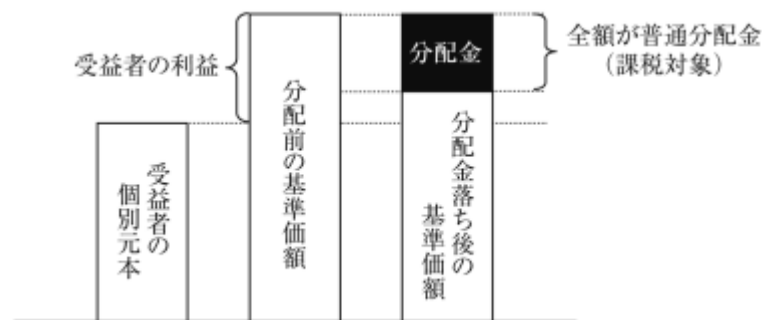 受益者の利益
受益者の
個別元本
分配前の基準価額
分配金
分配金落ち後の
基準価額
全額が普通分配金
（課税対象）